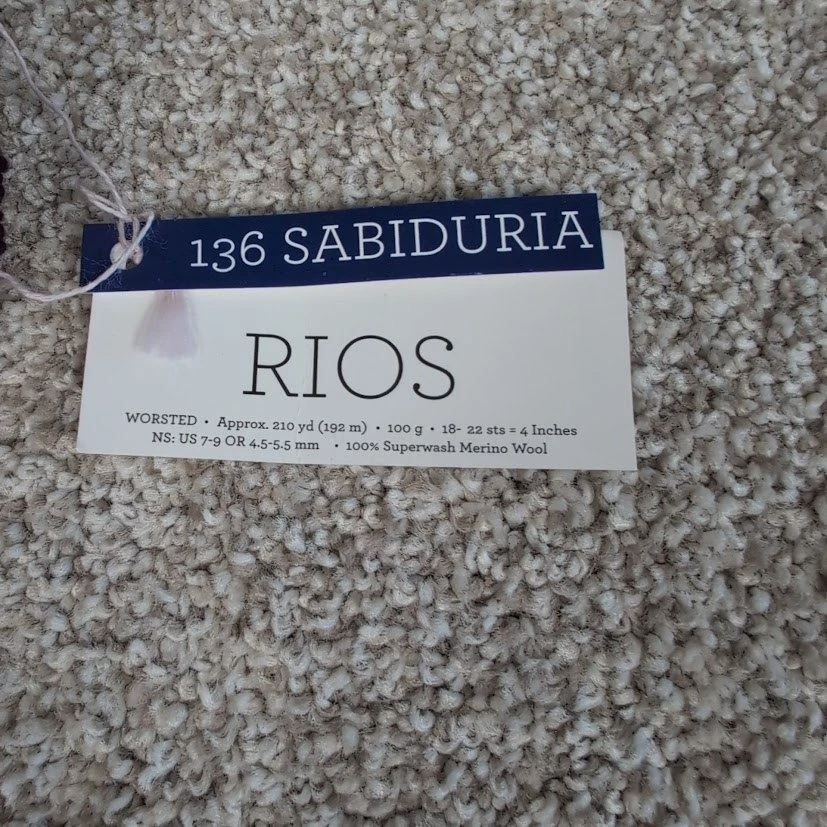 136 SABIDURIA
RIOS
WORSTED • Approx. 210 yd (192 m) • 100 g • 18- 22 sts = 4 Inches
NS: US 7-9 OR 4.5-5.5 mm • 100% Superwash Merino Wool